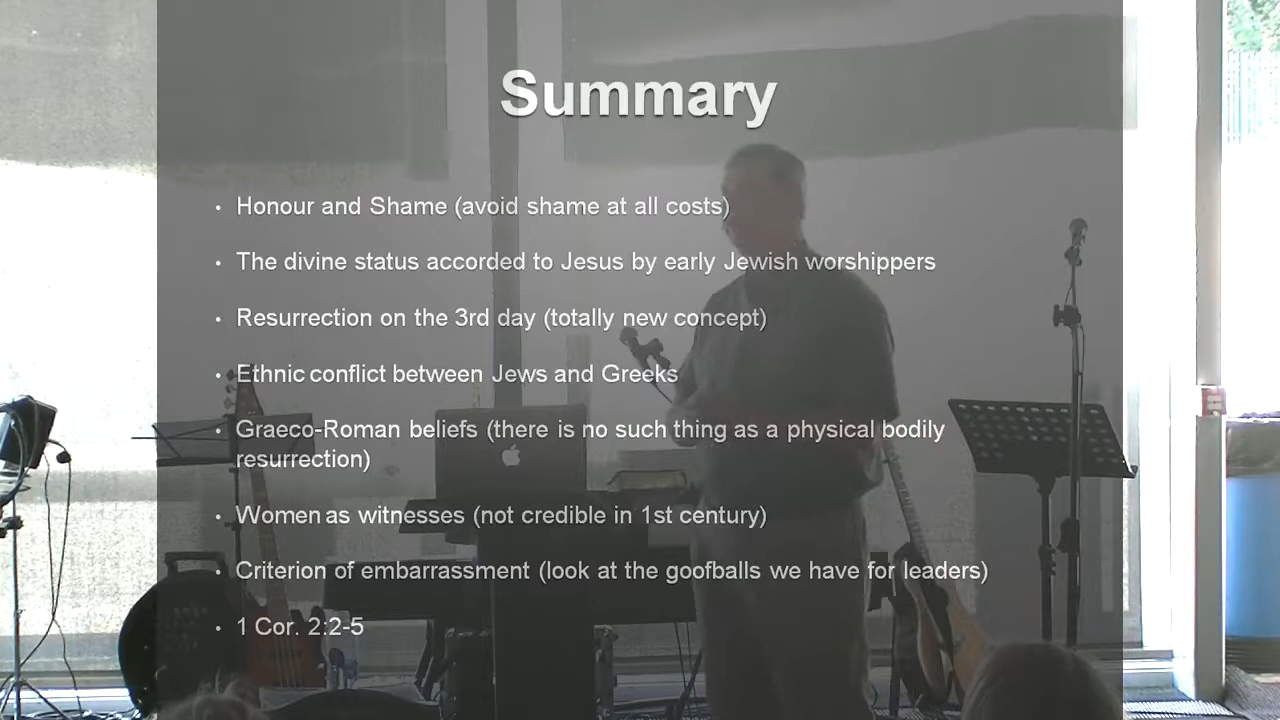 Summary
• Honour and Shame (avoid shame at all costs)
• The divine status accorded to Jesus by early Jewish worshippers
• Resurrection on the 3rd day (totally new concept)
• Ethnic conflict between Jews and Greeks
• Graeco-Roman beliefs (there is no such thing as a physical bodily
resurrection)
• Women as witnesses (not credible in 1st century)
• Criterion of embarrassment (look at the goofballs we have for leaders)
• 1 Cor. 2:2-5